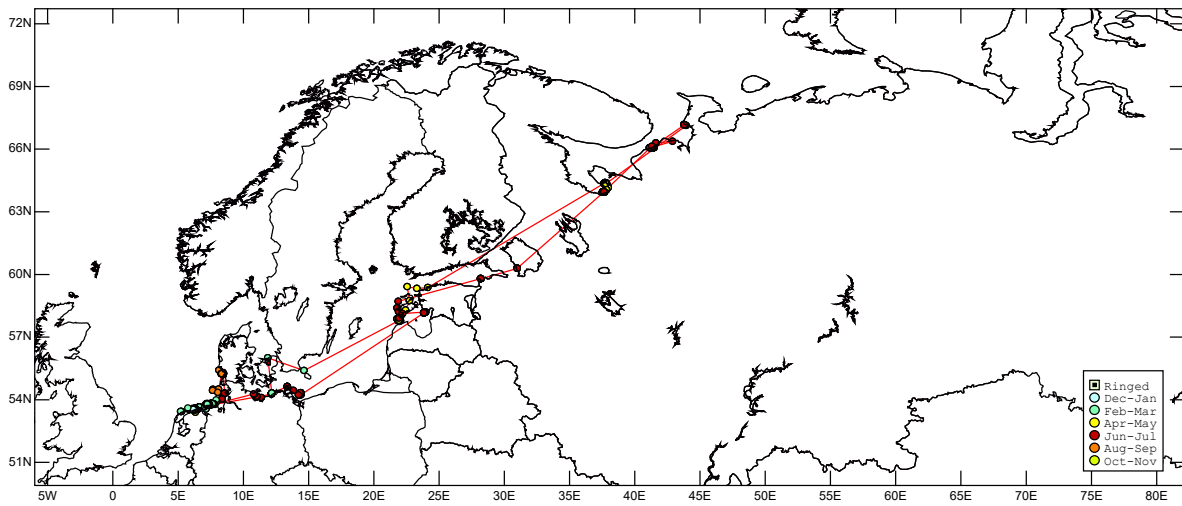 72N
69N
66N
63N
60N
57N
54N
51N
5W 0 5E 10E 15E 20E 25E 30E 35E 40E 45E 50E 55E 60E 65E 70E 75E 80E
Ringed
Dec-Jan
Feb-Mar
Apr-May
Jun-Jul
Aug-Sep
Oct-Nov